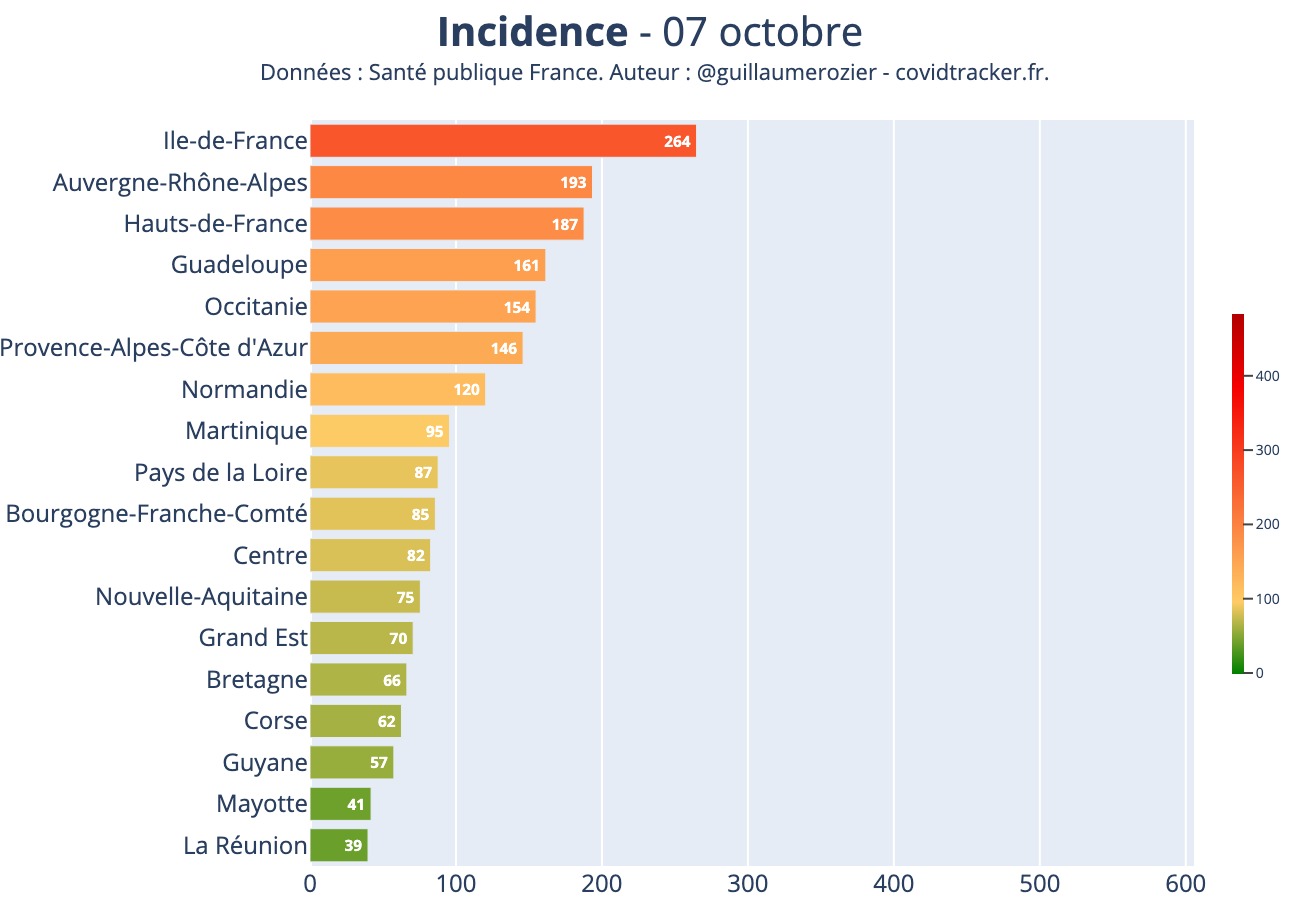 Incidence - 07 octobre
Données : Santé publique France. Auteur : @guillaumerozier - covidtracker.fr.
Ile-de-France 264
Auvergne-Rhône-Alpes 193
Hauts-de-France 187
Guadeloupe 161
Occitanie 154
Provence-Alpes-Côte d'Azur 146
Normandie 120
Martinique 95
Pays de la Loire 87
Bourgogne-Franche-Comté 85
Centre 82
Nouvelle-Aquitaine 75
Grand Est 70
Bretagne 66
Corse 62
Guyane 57
Mayotte 41
La Réunion 39
0 100 200 300 400 500 600
400
300
200
100
0